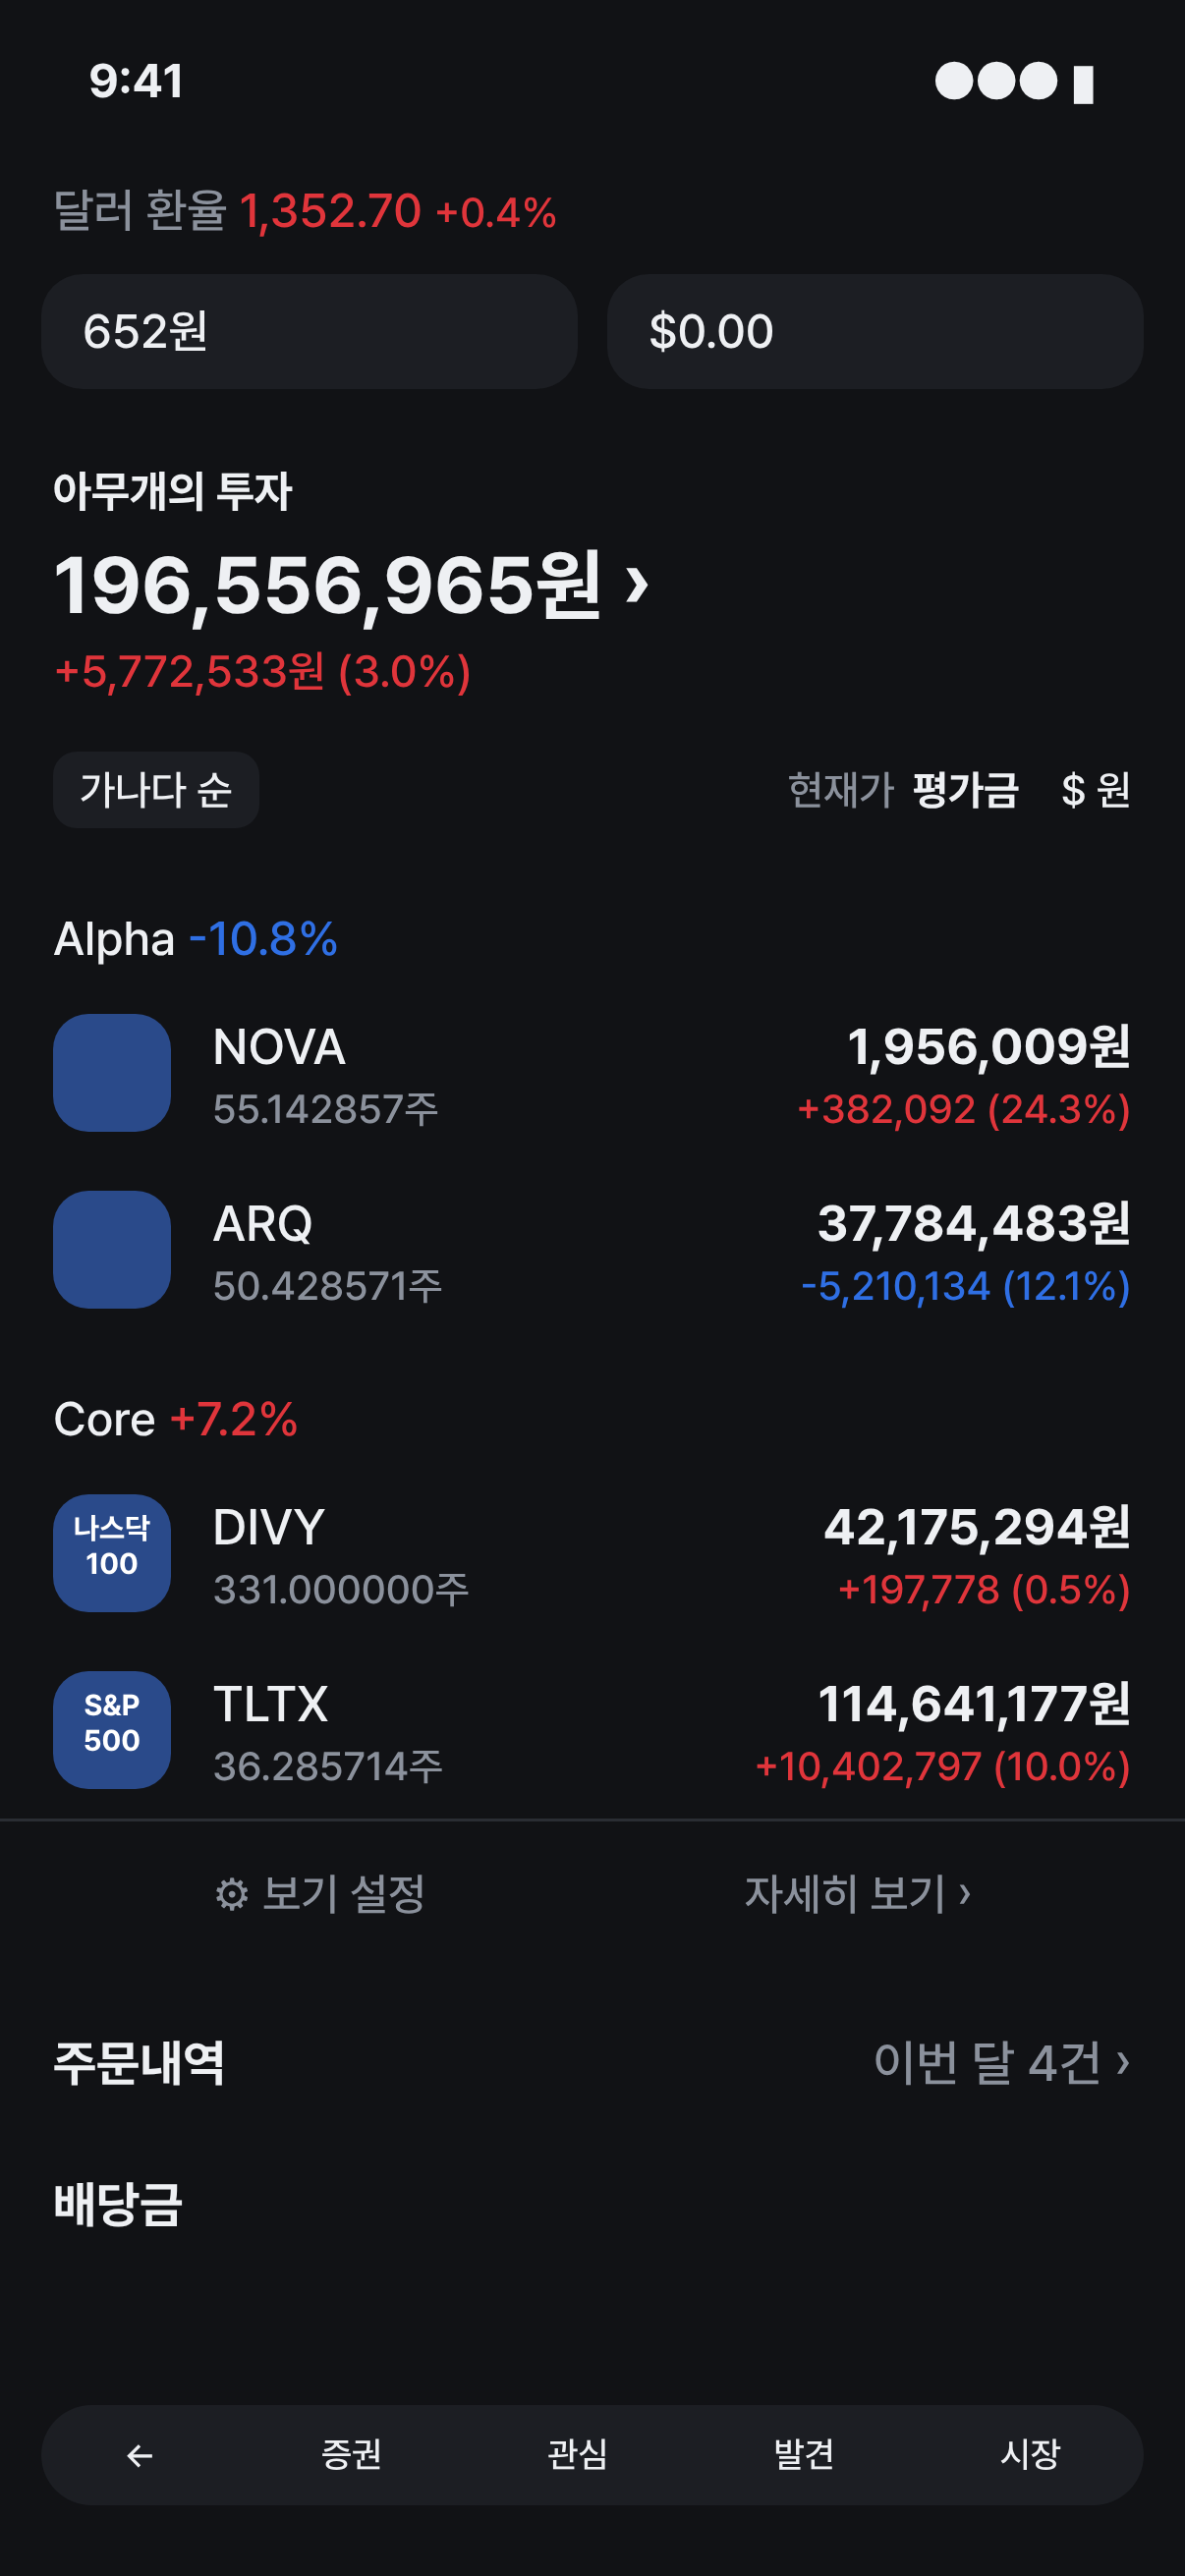 9:41
달러 환율 1,352.70 +0.4%
652원 $0.00
아무개의 투자
196,556,965원 ›
+5,772,533원 (3.0%)
가나다 순 현재가 평가금 $ 원
Alpha -10.8%
NOVA 1,956,009원
55.142857주 +382,092 (24.3%)
ARQ 37,784,483원
50.428571주 -5,210,134 (12.1%)
Core +7.2%
나스닥
100
DIVY 42,175,294원
331.000000주 +197,778 (0.5%)
S&P
500
TLTX 114,641,177원
36.285714주 +10,402,797 (10.0%)
⚙ 보기 설정 자세히 보기 ›
주문내역 이번 달 4건 ›
배당금
← 증권 관심 발견 시장